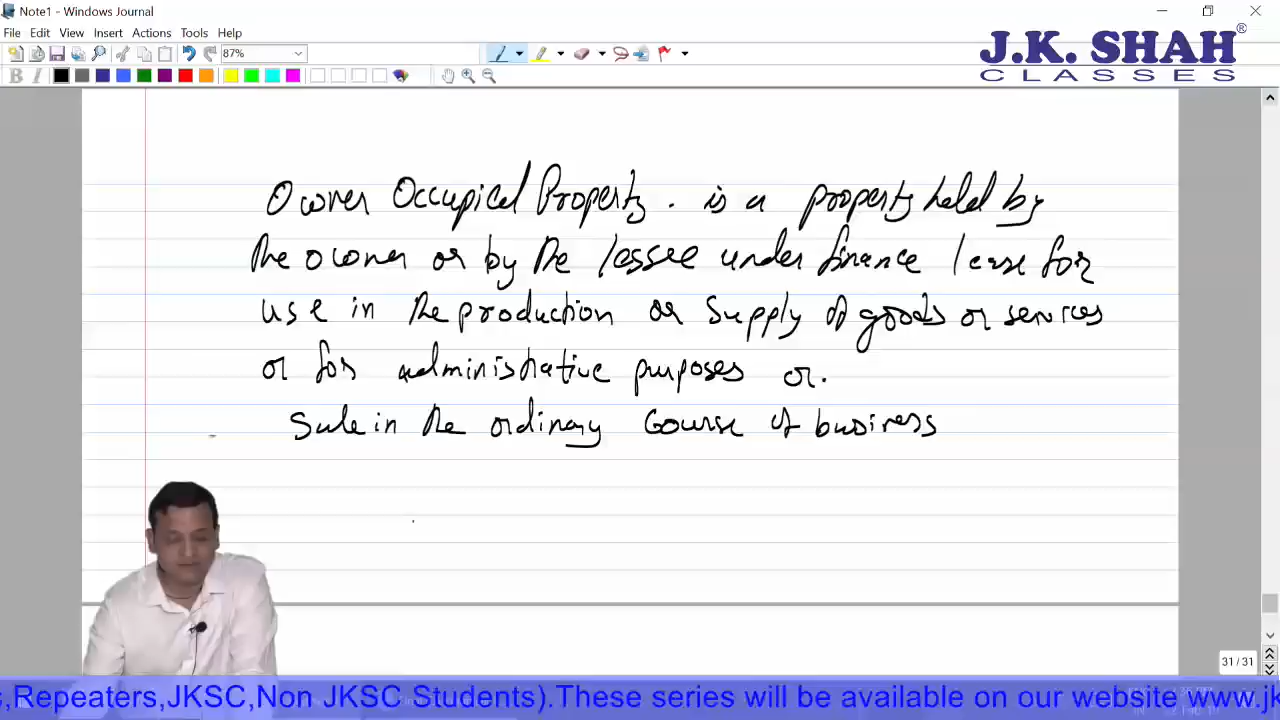 Note1 - Windows Journal
File Edit View Insert Actions Tools Help
87%
B I
J.K. SHAH®
CLASSES
Owner Occupied Property. is a property held by
the owner or by the lessee under finance lease for
use in the production or supply of goods or services
or for administrative purposes or.
Sale in the ordinary Course of business
31 / 31
s,Repeaters,JKSC,Non JKSC Students).These series will be available on our website www.jk